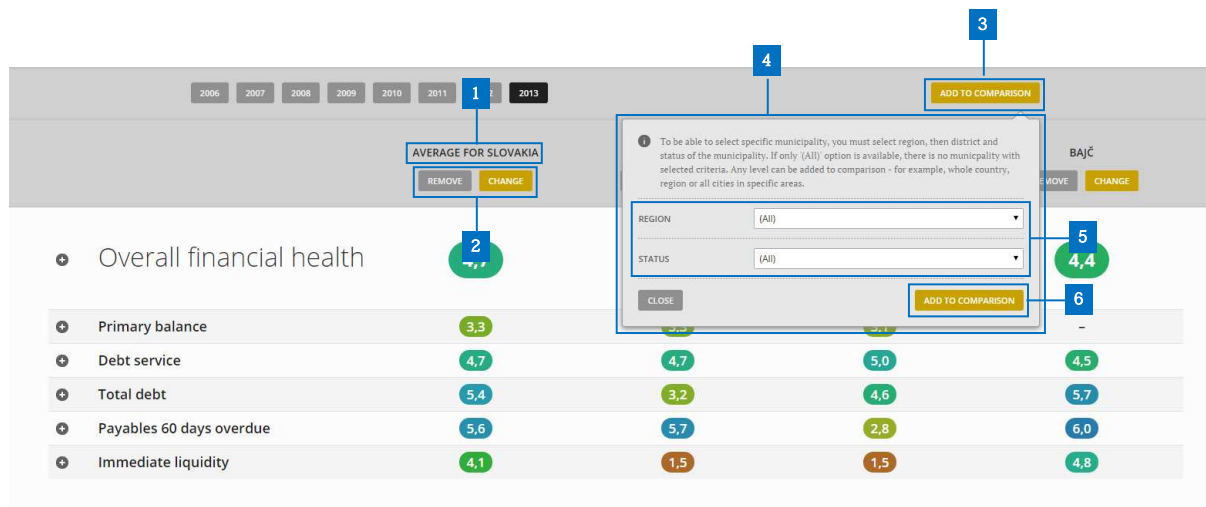 3
4
2006 2007 2008 2009 2010 2011 1 2 2013 ADD TO COMPARISON
AVERAGE FOR SLOVAKIA
REMOVE CHANGE
To be able to select specific municipality, you must select region, then district and
status of the municipality. If only '(All)' option is available, there is no municpality with
selected criteria. Any level can be added to comparison - for example, whole country,
region or all cities in specific areas.
BAJČ
CHANGE
REGION (All)
5
STATUS (All)
CLOSE ADD TO COMPARISON 6
2
Overall financial health 4,4
Primary balance 3,3 –
Debt service 4,7 4,7 5,0 4,5
Total debt 5,4 3,2 4,6 5,7
Payables 60 days overdue 5,6 5,7 2,8 6,0
Immediate liquidity 4,1 1,5 1,5 4,8